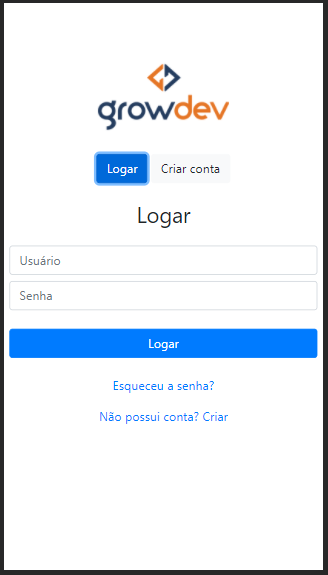 growdev
Logar Criar conta
Logar
Usuário
Senha
Logar
Esqueceu a senha?
Não possui conta? Criar